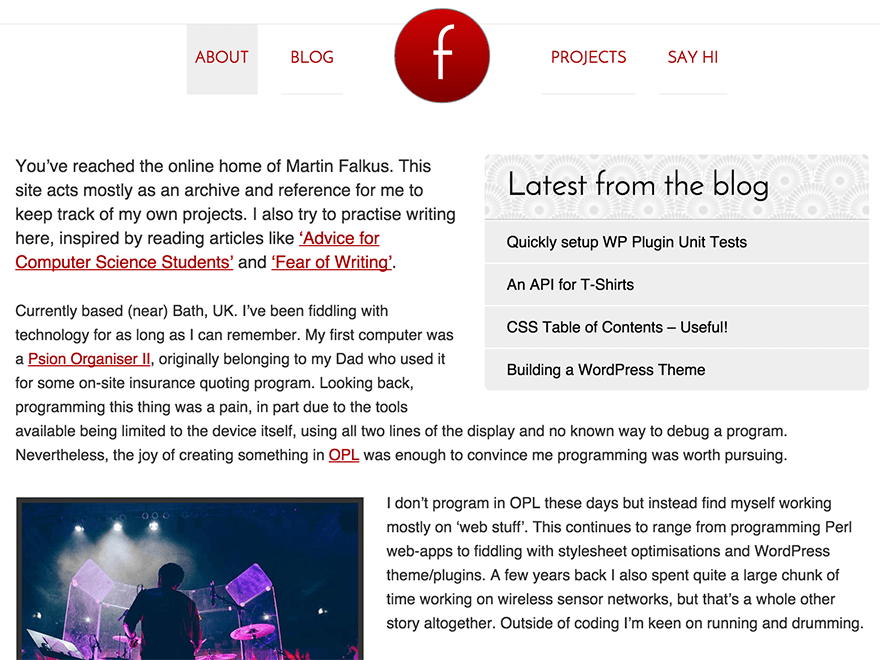 ABOUT
BLOG
f
PROJECTS
SAY HI
You’ve reached the online home of Martin Falkus. This
site acts mostly as an archive and reference for me to
keep track of my own projects. I also try to practise writing
here, inspired by reading articles like ‘Advice for
Computer Science Students’ and ‘Fear of Writing’.
Currently based (near) Bath, UK. I’ve been fiddling with
technology for as long as I can remember. My first computer was
a Psion Organiser II, originally belonging to my Dad who used it
for some on-site insurance quoting program. Looking back,
programming this thing was a pain, in part due to the tools
available being limited to the device itself, using all two lines of the display and no known way to debug a program.
Nevertheless, the joy of creating something in OPL was enough to convince me programming was worth pursuing.
Latest from the blog
Quickly setup WP Plugin Unit Tests
An API for T-Shirts
CSS Table of Contents – Useful!
Building a WordPress Theme
I don’t program in OPL these days but instead find myself working
mostly on ‘web stuff’. This continues to range from programming Perl
web-apps to fiddling with stylesheet optimisations and WordPress
theme/plugins. A few years back I also spent quite a large chunk of
time working on wireless sensor networks, but that’s a whole other
story altogether. Outside of coding I’m keen on running and drumming.